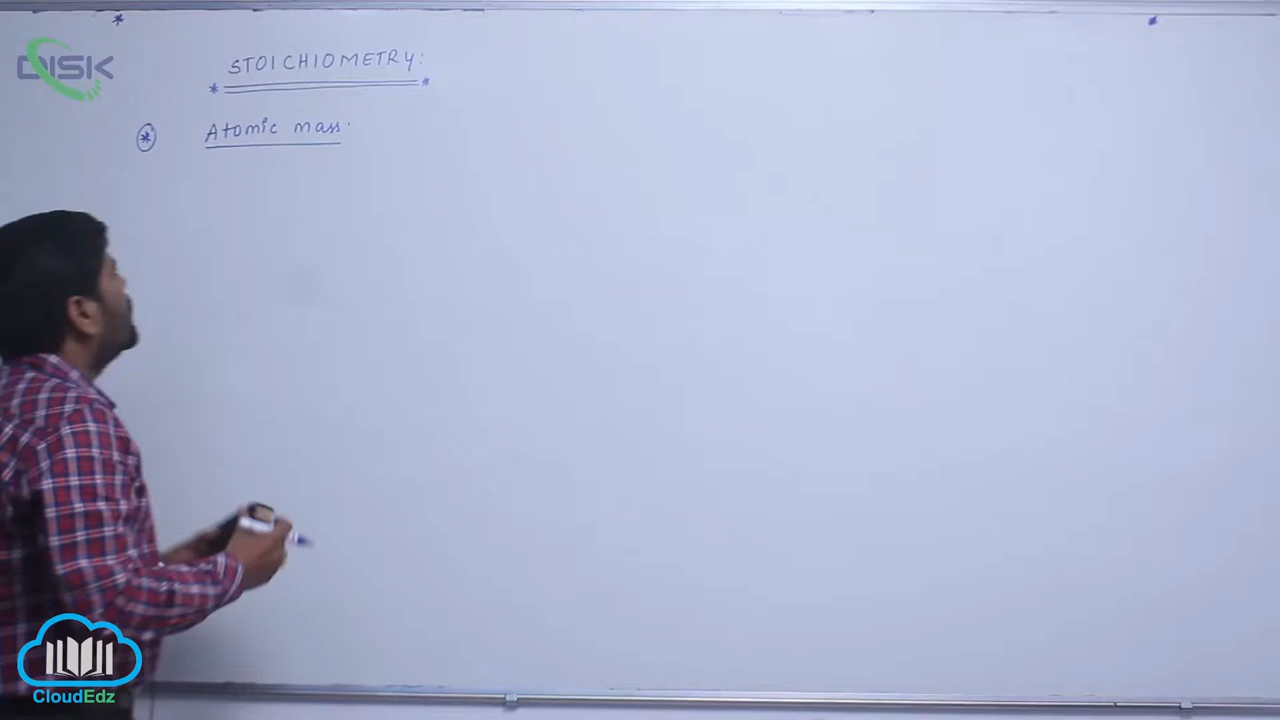 DISK
STOICHIOMETRY:
* *
⊛ Atomic mass.
CloudEdz